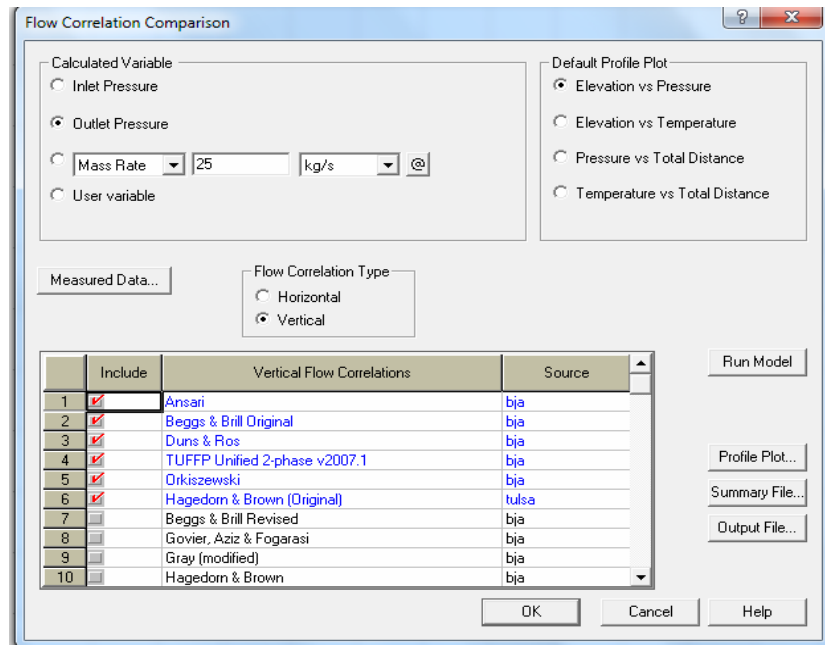 Flow Correlation Comparison
?
X
Calculated Variable
Inlet Pressure
Outlet Pressure
Mass Rate 25 kg/s @
User variable
Default Profile Plot
Elevation vs Pressure
Elevation vs Temperature
Pressure vs Total Distance
Temperature vs Total Distance
Measured Data...
Flow Correlation Type
Horizontal
Vertical
Include Vertical Flow Correlations Source
1 Ansari bja
2 Beggs & Brill Original bja
3 Duns & Ros bja
4 TUFFP Unified 2-phase v2007.1 bja
5 Orkiszewski bja
6 Hagedorn & Brown (Original) tulsa
7 Beggs & Brill Revised bja
8 Govier, Aziz & Fogarasi bja
9 Gray (modified) bja
10 Hagedorn & Brown bja
Run Model
Profile Plot...
Summary File...
Output File...
OK
Cancel
Help